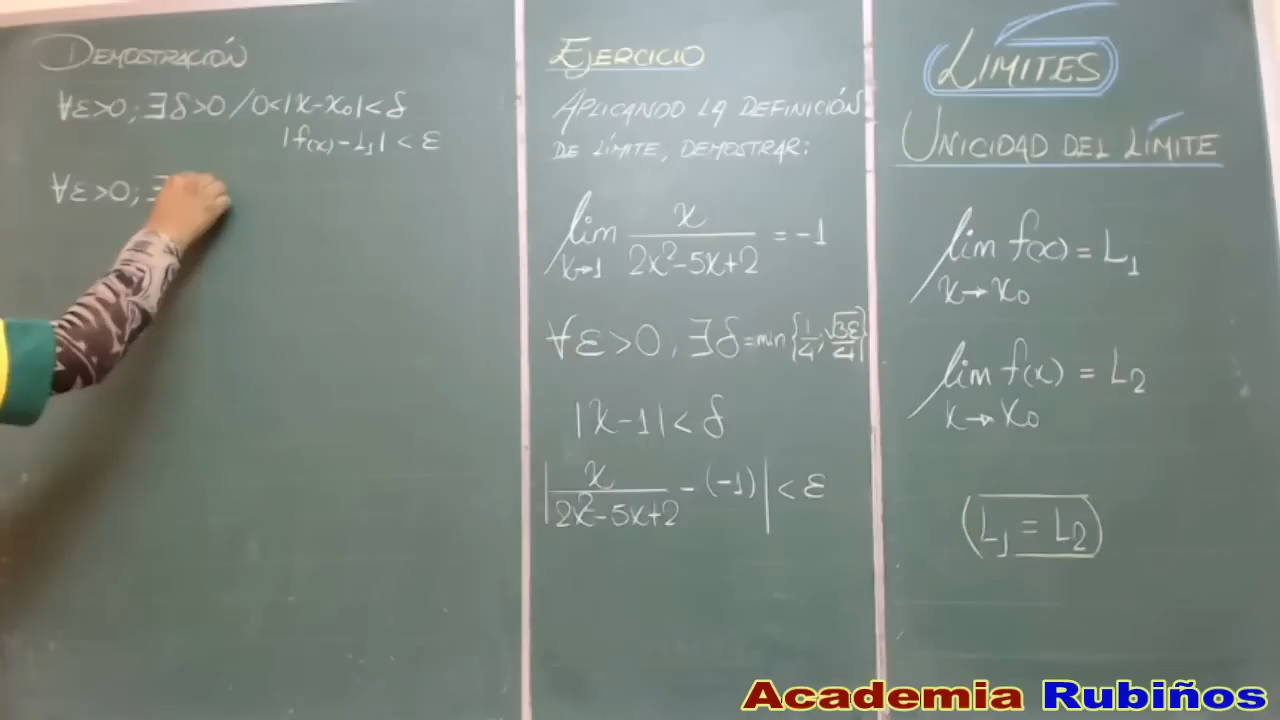 DEMOSTRACIÓN
∀ε>0; ∃δ>0 / 0<|x-x₀|<δ
|f(x)-L₁| < ε
∀ε>0; ∃
EJERCICIO
APLICANDO LA DEFINICIÓN
DE LÍMITE, DEMOSTRAR:
lim x→1 x/(2x²-5x+2) = -1
∀ε>0, ∃δ=min{1/4; √3ε/4}
|x-1|<δ
|x/(2x²-5x+2) - (-1)| < ε
LÍMITES
UNICIDAD DEL LÍMITE
lim x→x₀ f(x) = L₁
lim x→x₀ f(x) = L₂
(L₁ = L₂)
Academia Rubiños